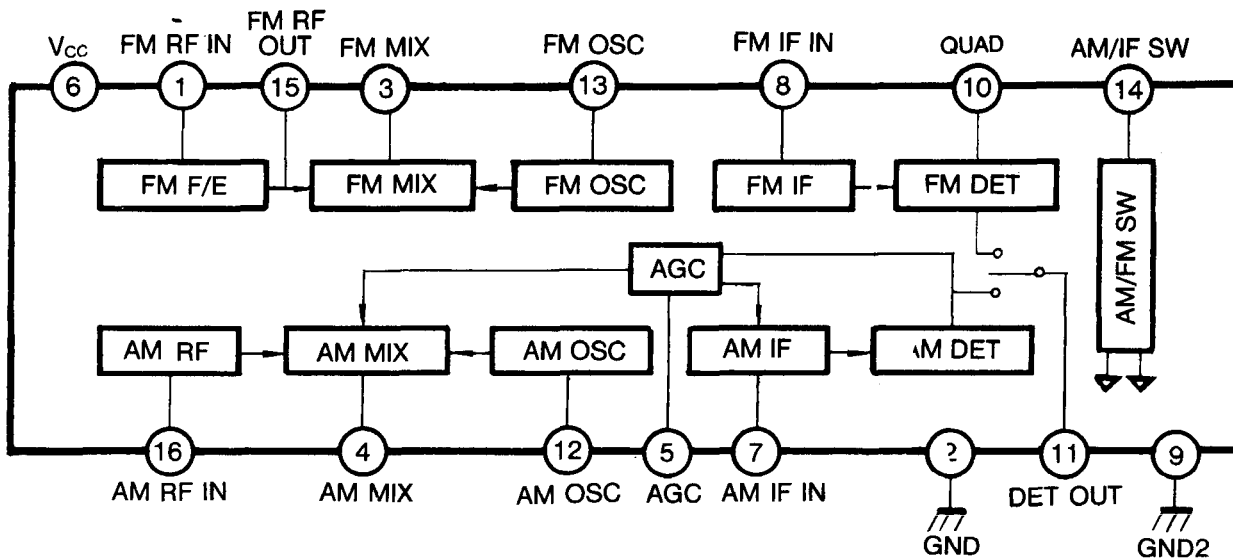 Vcc
FM RF IN
FM RF
OUT
FM MIX
FM OSC
FM IF IN
QUAD
AM/IF SW
6
1
15
3
13
8
10
14
FM F/E
FM MIX
FM OSC
FM IF
FM DET
AM/FM SW
AGC
AM RF
AM MIX
AM OSC
AM IF
AM DET
16
4
12
5
7
2
11
9
AM RF IN
AM MIX
AM OSC
AGC
AM IF IN
GND
DET OUT
GND2